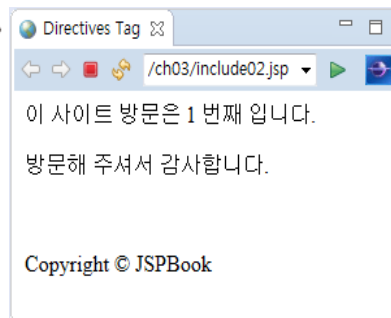 Directives Tag
/ch03/include02.jsp
이 사이트 방문은 1 번째 입니다.
방문해 주셔서 감사합니다.
Copyright © JSPBook